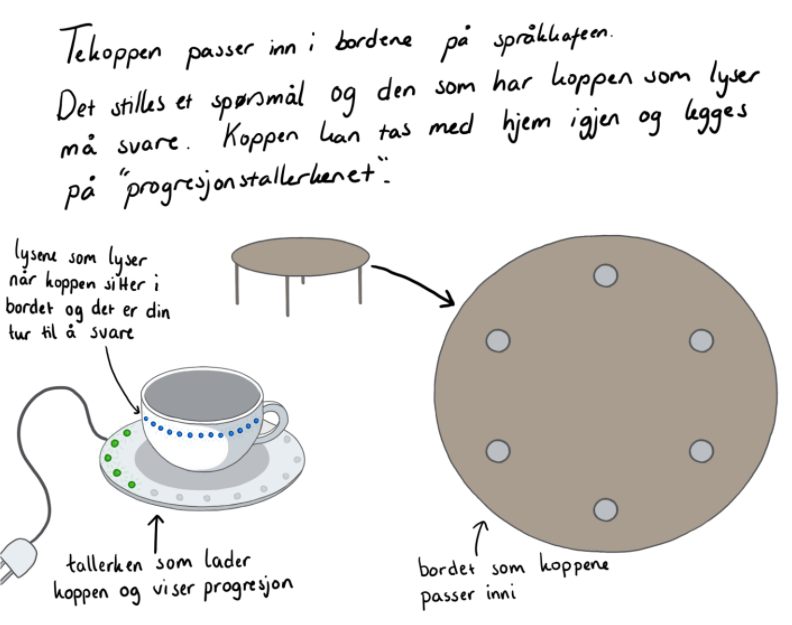 Tekoppen passer inn i bordene på språkkafeen.
Det stilles et spørsmål og den som har koppen som lyser
må svare. Koppen kan tas med hjem igjen og legges
på "progresjonstallerkenet".
lysene som lyser
når koppen sitter i
bordet og det er din
tur til å svare
tallerken som lader
koppen og viser progresjon
bordet som koppene
passer inni